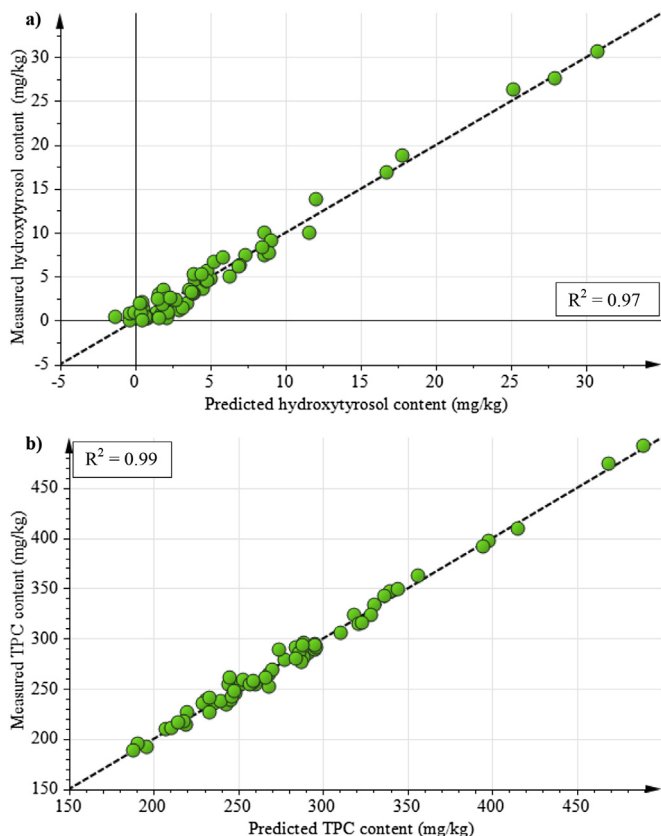 a)
Measured hydroxytyrosol content (mg/kg)
30
25
20
15
10
5
0
-5
R² = 0.97
-5 0 5 10 15 20 25 30
Predicted hydroxytyrosol content (mg/kg)
b)
R² = 0.99
Measured TPC content (mg/kg)
450
400
350
300
250
200
150
150 200 250 300 350 400 450
Predicted TPC content (mg/kg)